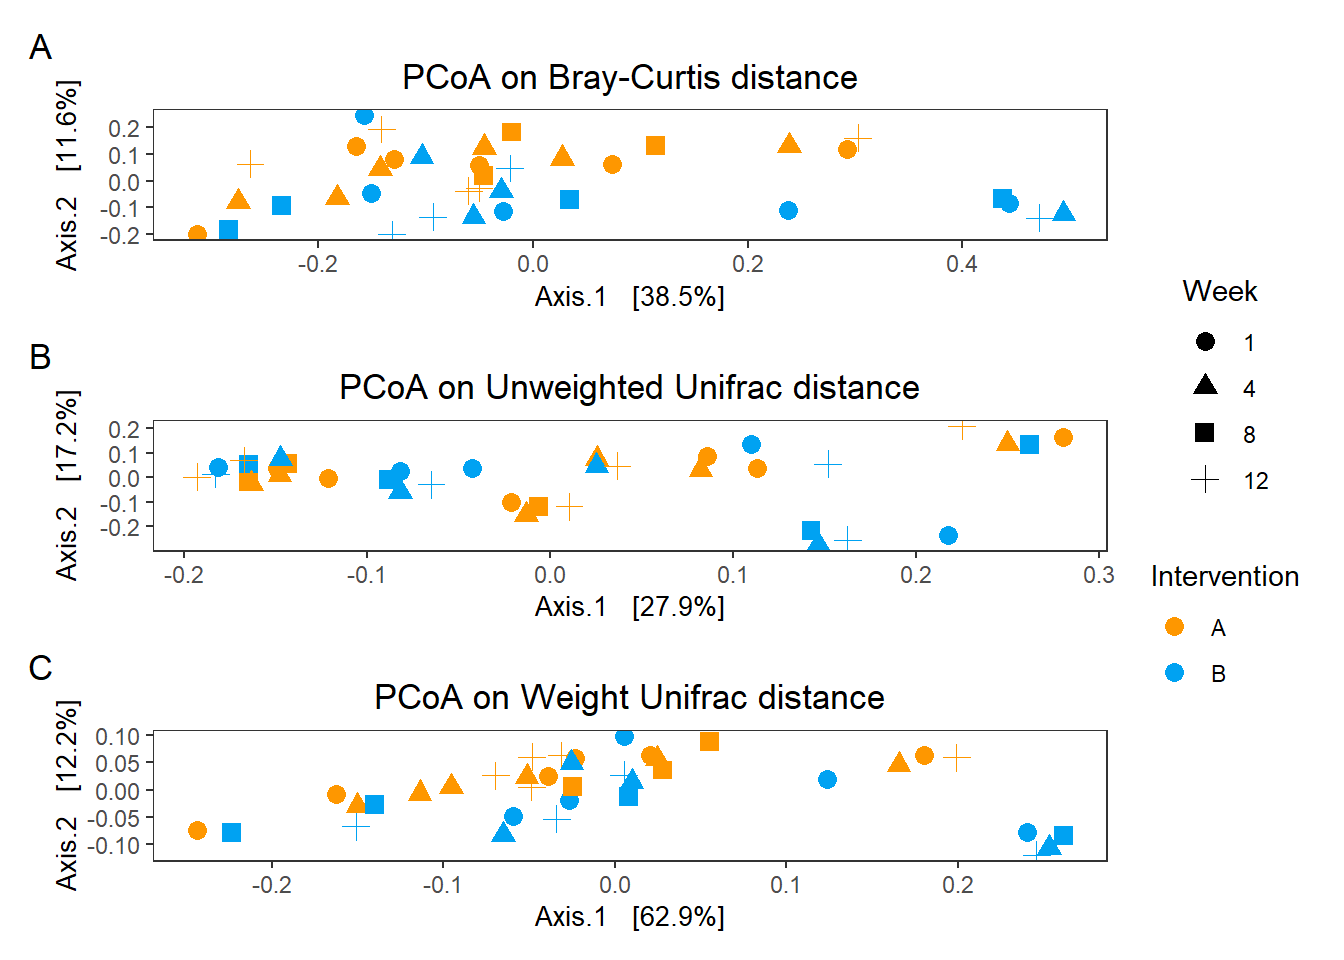 A
PCoA on Bray-Curtis distance
Axis.2 [11.6%]
0.2
0.1
0.0
-0.1
-0.2
-0.2 0.0 0.2 0.4
Axis.1 [38.5%]
B
PCoA on Unweighted Unifrac distance
Axis.2 [17.2%]
0.2
0.1
0.0
-0.1
-0.2
-0.2 -0.1 0.0 0.1 0.2 0.3
Axis.1 [27.9%]
C
PCoA on Weight Unifrac distance
Axis.2 [12.2%]
0.10
0.05
0.00
-0.05
-0.10
-0.2 -0.1 0.0 0.1 0.2
Axis.1 [62.9%]
Week
1
4
8
12
Intervention
A
B